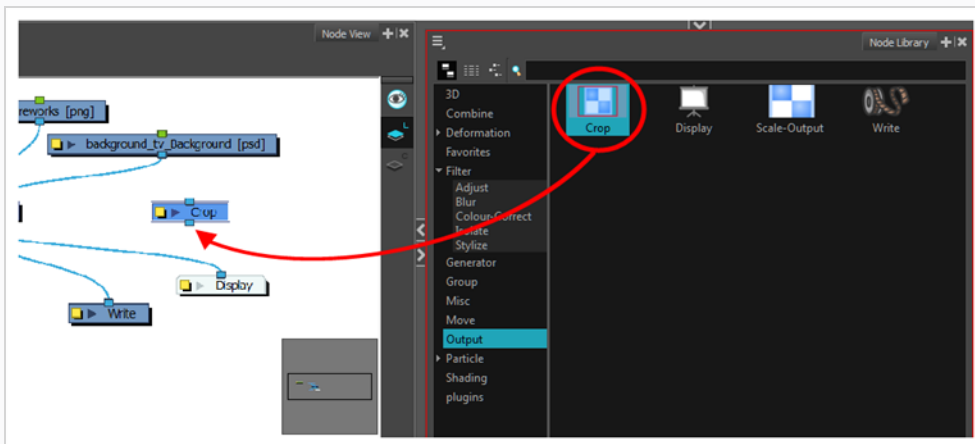 Node View
reworks [png]
background_tv_Background [psd]
Crop
Display
Write
L
C
Node Library
3D
Combine
Deformation
Favorites
Filter
Adjust
Blur
Colour-Correct
Isolate
Stylize
Generator
Group
Misc
Move
Output
Particle
Shading
plugins
Crop
Display
Scale-Output
Write